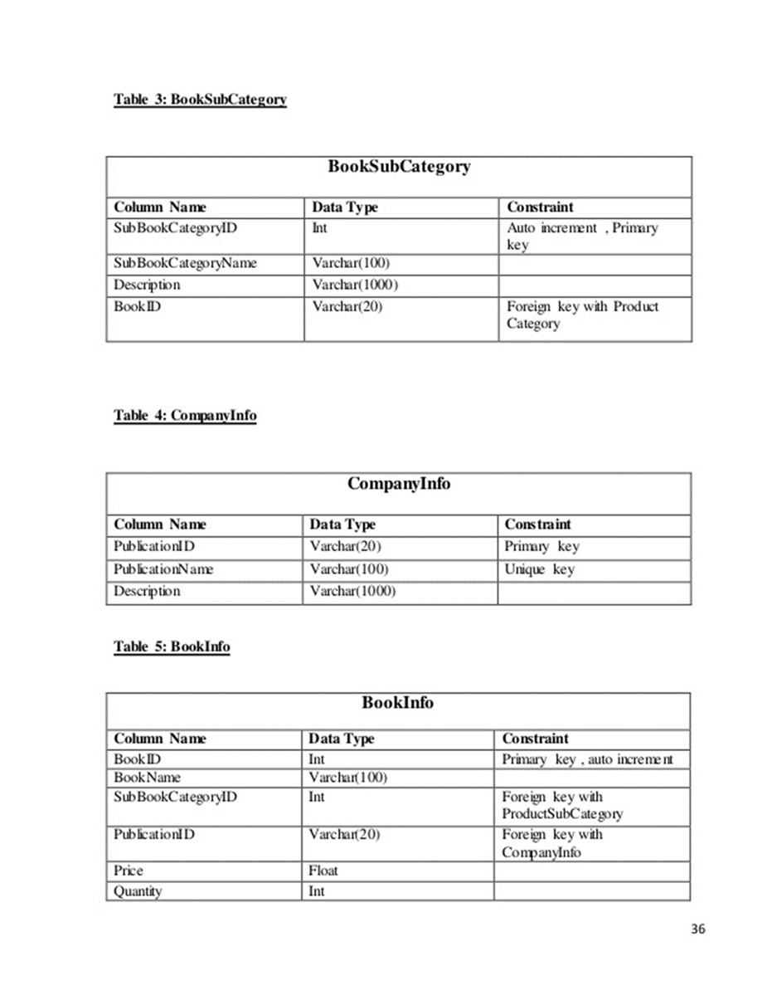 Table 3: BookSubCategory
BookSubCategory
Column Name Data Type Constraint
SubBookCategoryID Int Auto increment , Primary
key
SubBookCategoryName Varchar(100)
Description Varchar(1000)
BookID Varchar(20) Foreign key with Product
Category
Table 4: CompanyInfo
CompanyInfo
Column Name Data Type Constraint
PublicationID Varchar(20) Primary key
PublicationName Varchar(100) Unique key
Description Varchar(1000)
Table 5: BookInfo
BookInfo
Column Name Data Type Constraint
BookID Int Primary key , auto increment
BookName Varchar(100)
SubBookCategoryID Int Foreign key with
ProductSubCategory
PublicationID Varchar(20) Foreign key with
CompanyInfo
Price Float
Quantity Int
36